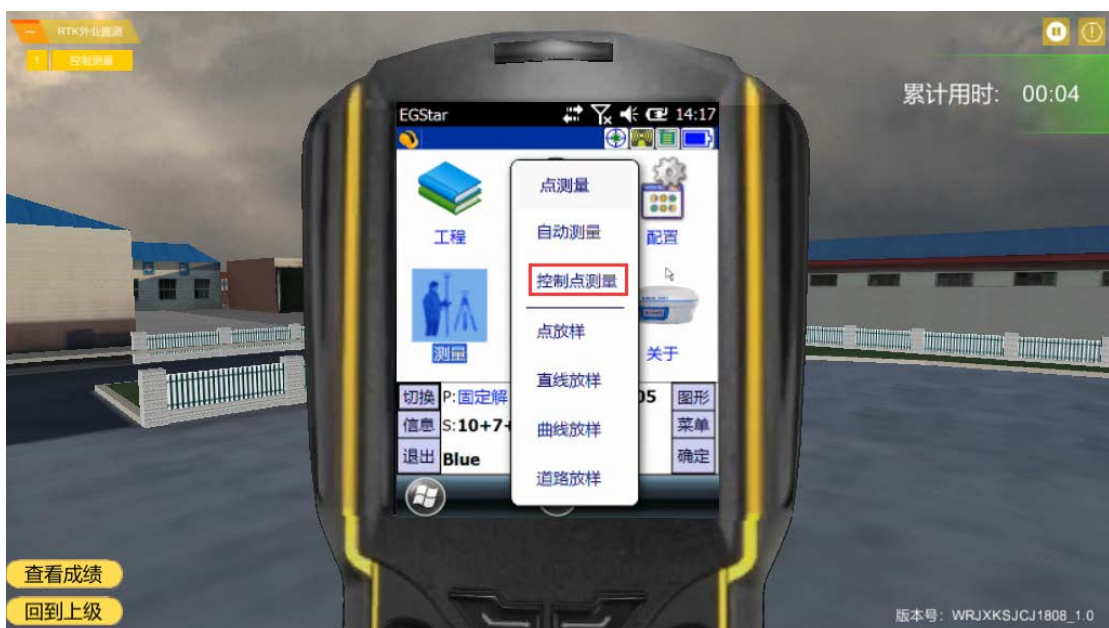 RTK外业测测
1 控制测量
累计用时: 00:04
EGStar 14:17
点测量
自动测量
控制点测量
点放样
直线放样
曲线放样
道路放样
工程
配置
测量
关于
切换 P:固定解 05 图形
信息 S:10+7+ 菜单
退出 Blue 确定
查看成绩
回到上级
版本号: WRJXKSJCJ1808_1.0